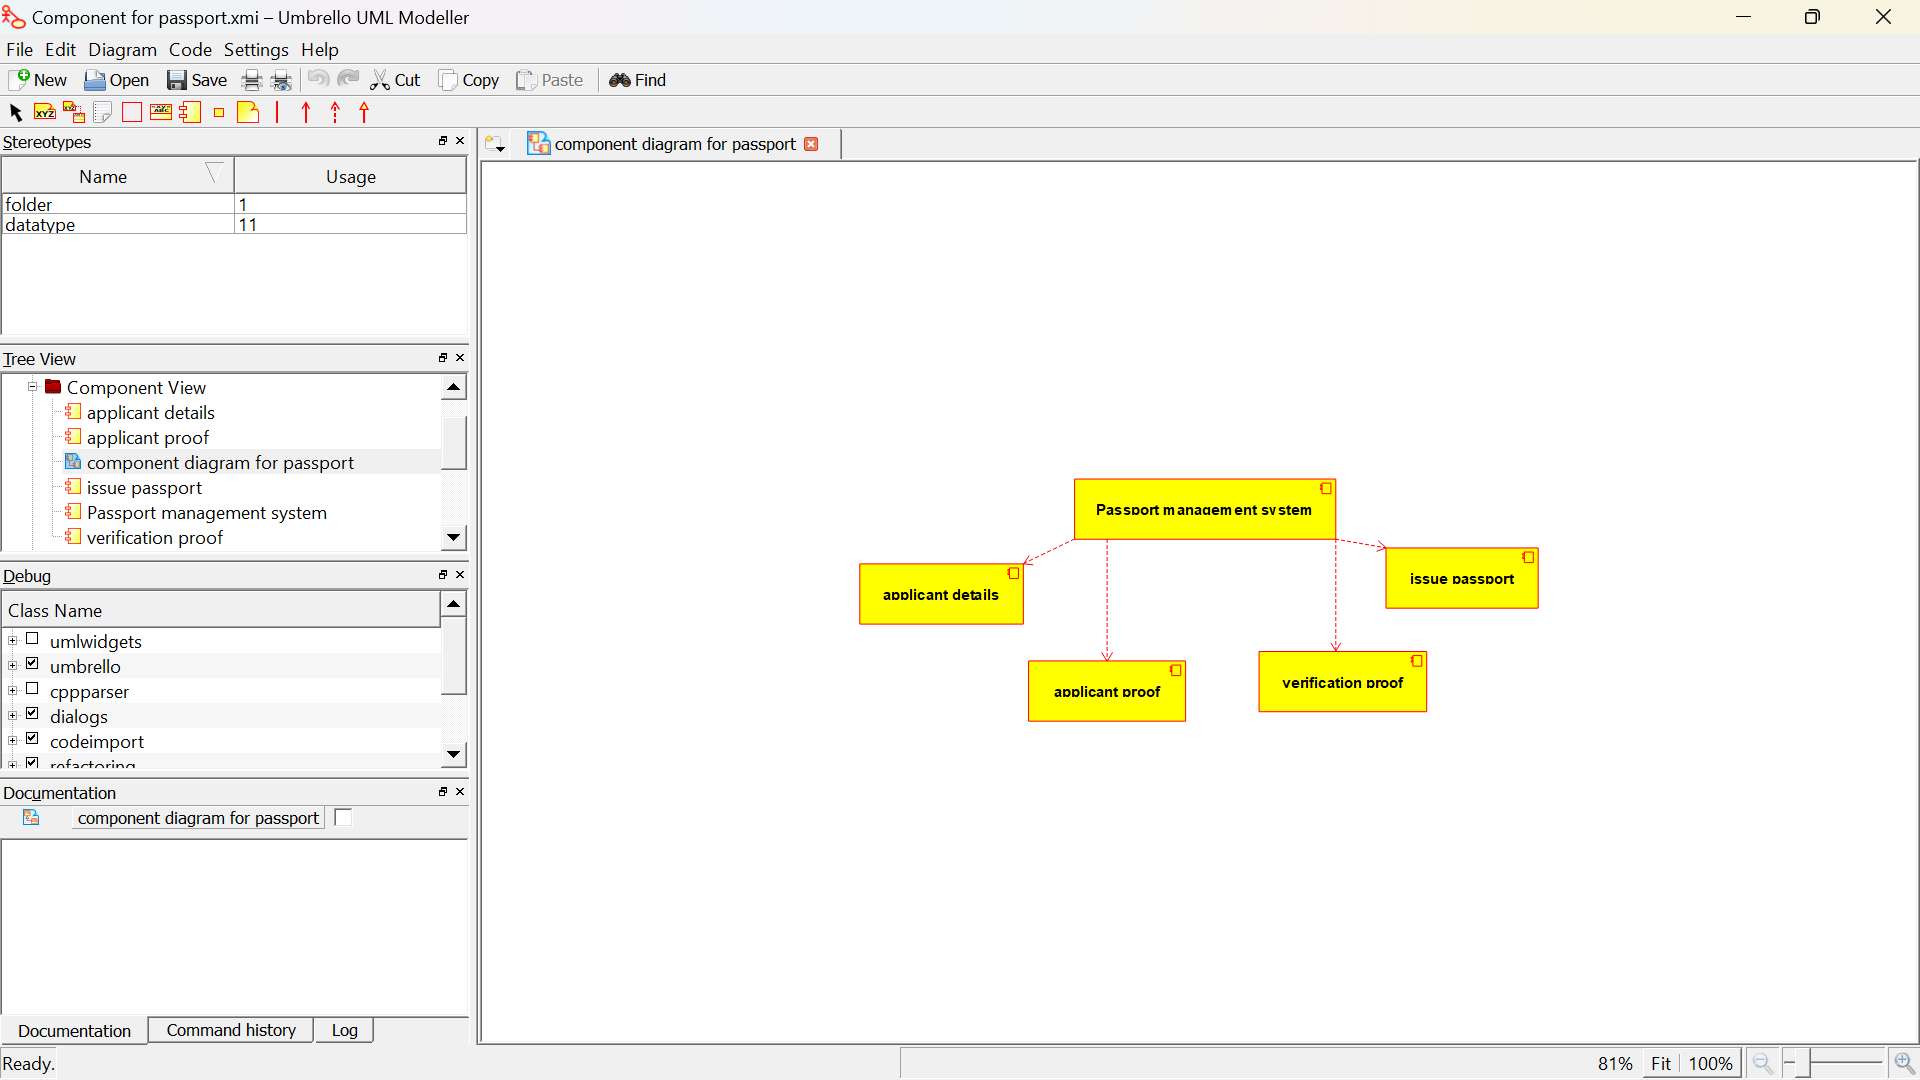 Component for passport.xmi – Umbrello UML Modeller
File Edit Diagram Code Settings Help
New Open Save Cut Copy Paste Find
XYZ
Stereotypes
component diagram for passport
Name Usage
folder 1
datatype 11
Tree View
Component View
applicant details
applicant proof
component diagram for passport
issue passport
Passport management system
verification proof
Debug
Class Name
umlwidgets
umbrello
cppparser
dialogs
codeimport
refactoring
Documentation
component diagram for passport
Documentation Command history Log
Passport management system
issue passport
applicant details
verification proof
applicant proof
Ready.
81% Fit 100%